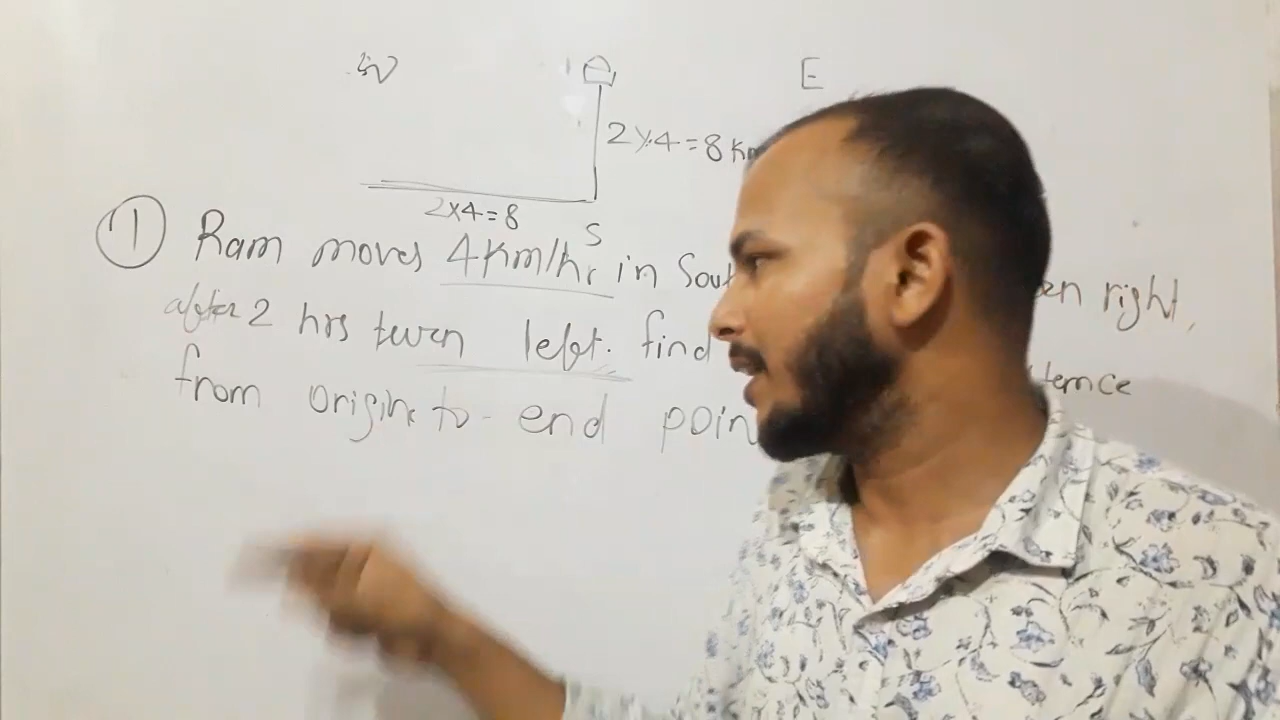 W E
2×4=8 Km
2×4=8
S
① Ram moves 4Km/hr in Sout en right,
after 2 hrs turn left. find tance
from origin to end poin